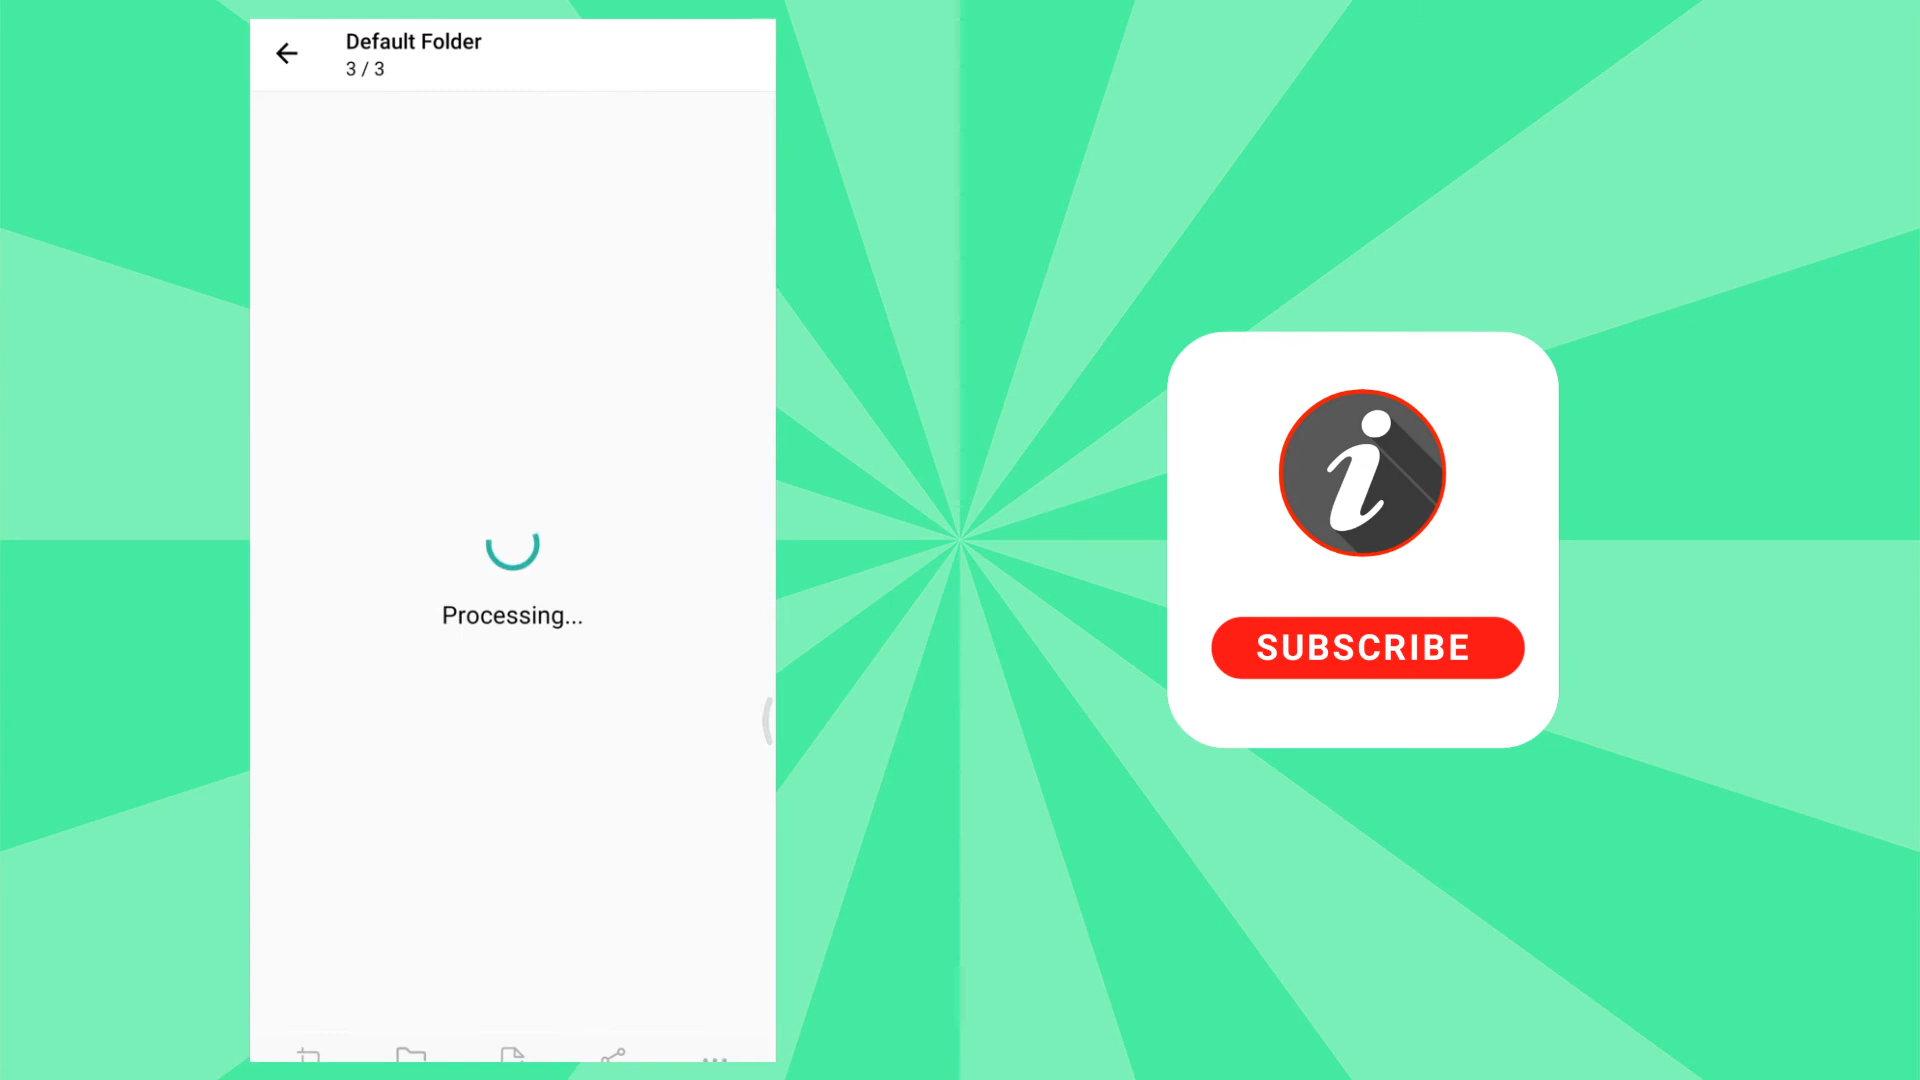 Default Folder
3 / 3
Processing...
i
SUBSCRIBE